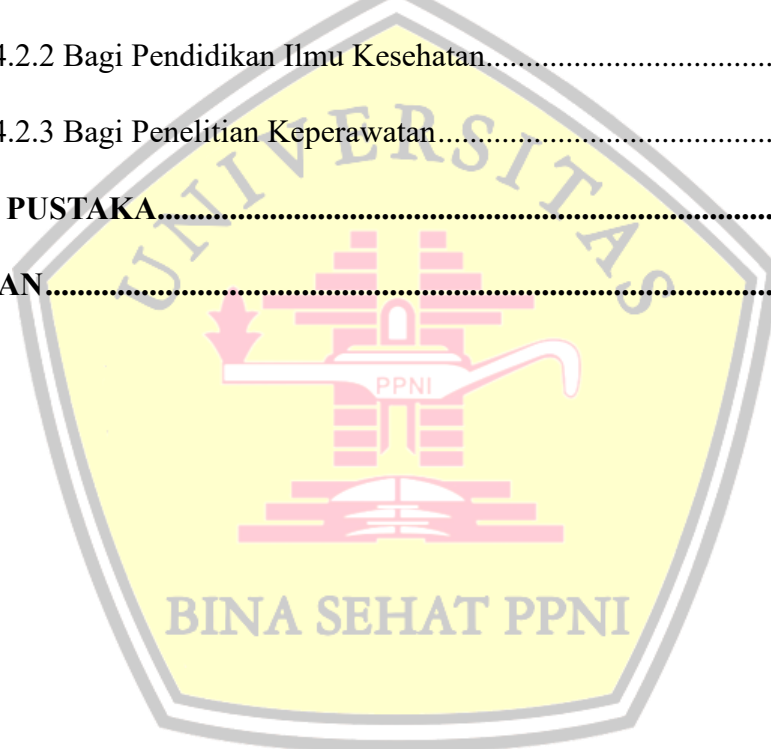 4.2.2 Bagi Pendidikan Ilmu Kesehatan....................................
4.2.3 Bagi Penelitian Keperawatan..........................................
PUSTAKA...........................................................................
AN.........................................................................................
UNIVERSITAS
PPNI
BINA SEHAT PPNI